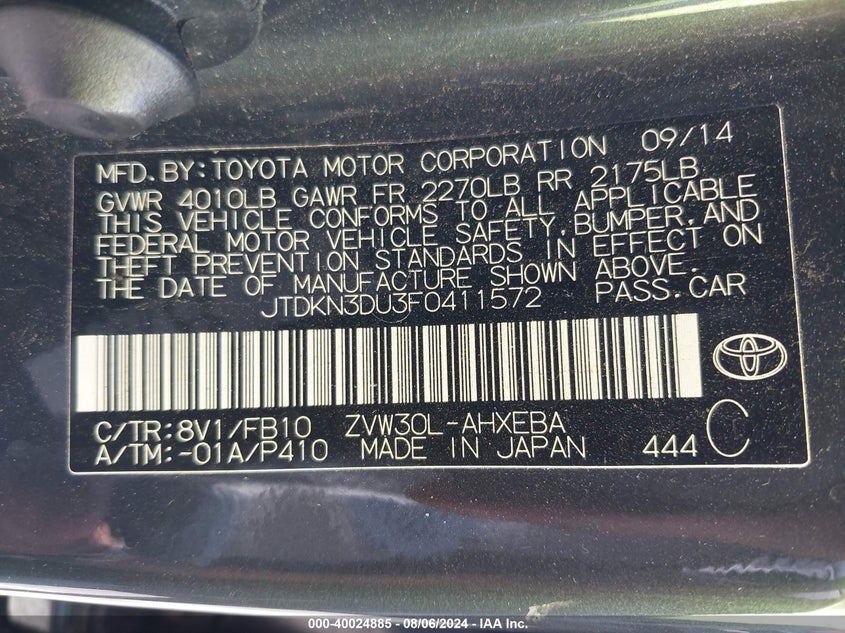 MFD. BY: TOYOTA MOTOR CORPORATION 09/14
GVWR 4010LB GAWR FR 2270LB RR 2175LB
THIS VEHICLE CONFORMS TO ALL APPLICABLE
FEDERAL MOTOR VEHICLE SAFETY, BUMPER, AND
THEFT PREVENTION STANDARDS IN EFFECT ON
THE DATE OF MANUFACTURE SHOWN ABOVE.
JTDKN3DU3F0411572 PASS. CAR
C/TR: 8V1/FB10 ZVW30L-AHXEBA
A/TM: -01A/P410 MADE IN JAPAN 444 C
000-40024885 - 08/06/2024 - IAA Inc.